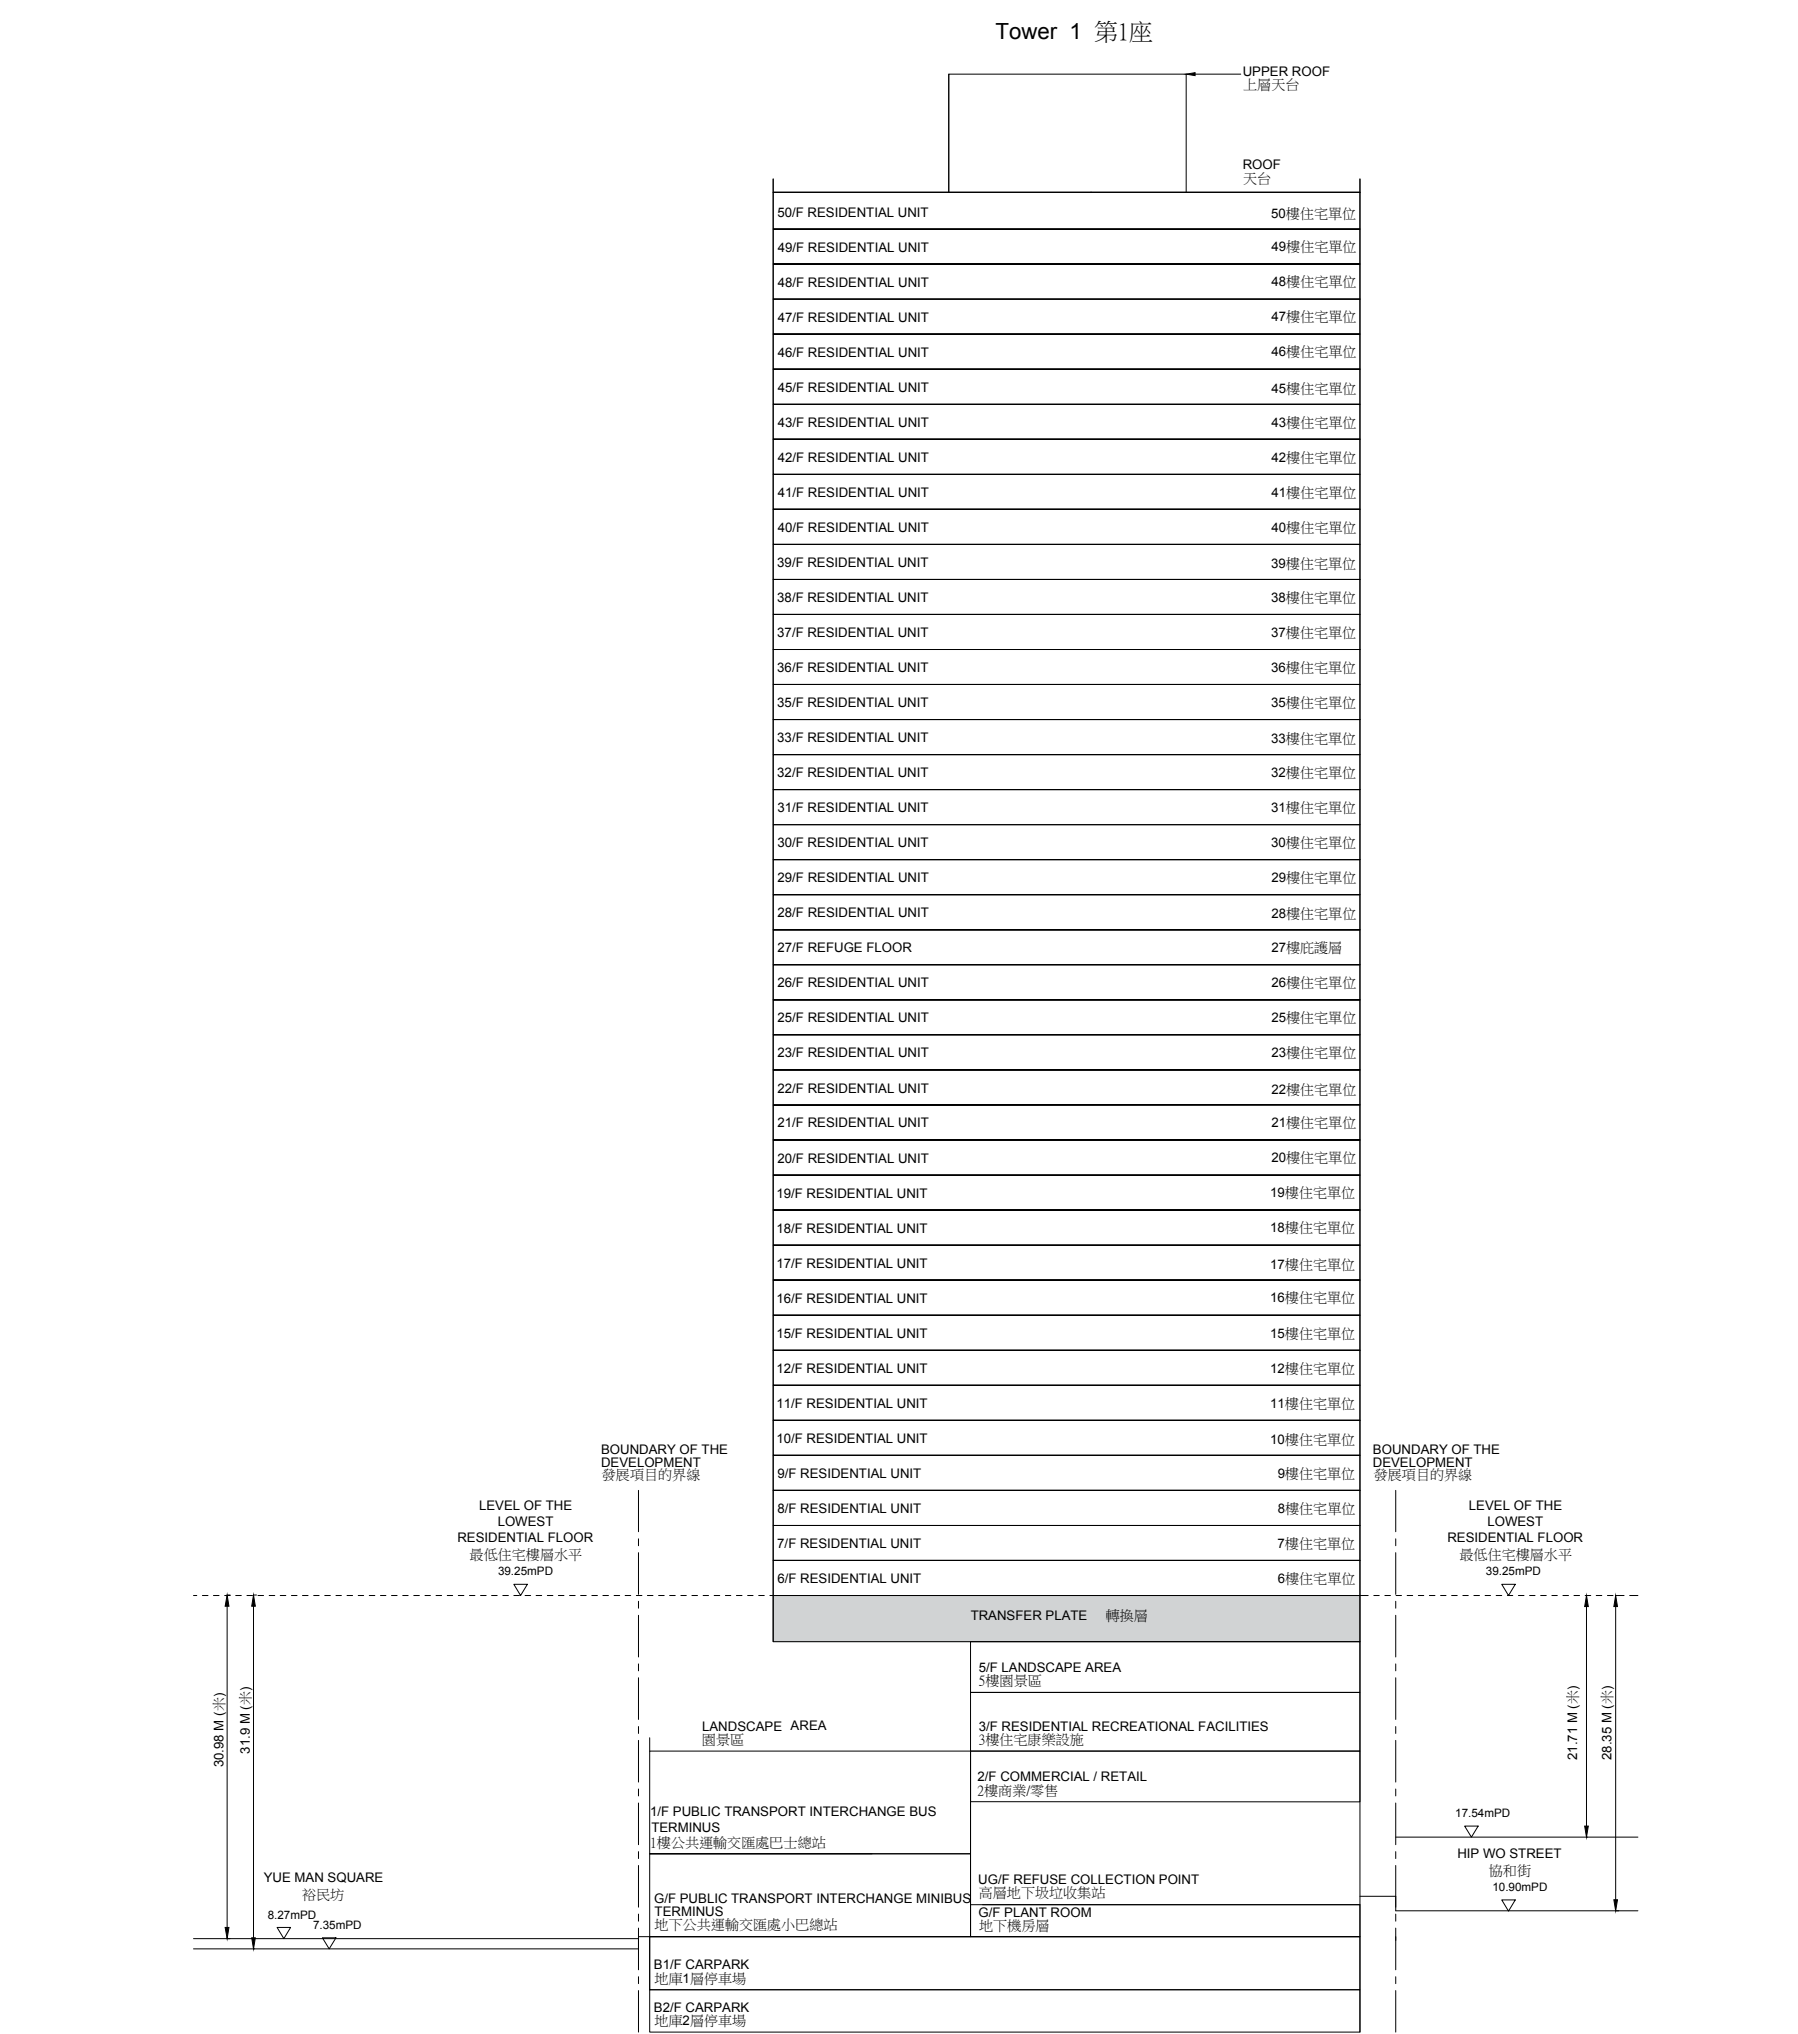 Tower 1 第1座
UPPER ROOF
上層天台
ROOF
天台
50/F RESIDENTIAL UNIT 50樓住宅單位
49/F RESIDENTIAL UNIT 49樓住宅單位
48/F RESIDENTIAL UNIT 48樓住宅單位
47/F RESIDENTIAL UNIT 47樓住宅單位
46/F RESIDENTIAL UNIT 46樓住宅單位
45/F RESIDENTIAL UNIT 45樓住宅單位
43/F RESIDENTIAL UNIT 43樓住宅單位
42/F RESIDENTIAL UNIT 42樓住宅單位
41/F RESIDENTIAL UNIT 41樓住宅單位
40/F RESIDENTIAL UNIT 40樓住宅單位
39/F RESIDENTIAL UNIT 39樓住宅單位
38/F RESIDENTIAL UNIT 38樓住宅單位
37/F RESIDENTIAL UNIT 37樓住宅單位
36/F RESIDENTIAL UNIT 36樓住宅單位
35/F RESIDENTIAL UNIT 35樓住宅單位
33/F RESIDENTIAL UNIT 33樓住宅單位
32/F RESIDENTIAL UNIT 32樓住宅單位
31/F RESIDENTIAL UNIT 31樓住宅單位
30/F RESIDENTIAL UNIT 30樓住宅單位
29/F RESIDENTIAL UNIT 29樓住宅單位
28/F RESIDENTIAL UNIT 28樓住宅單位
27/F REFUGE FLOOR 27樓庇護層
26/F RESIDENTIAL UNIT 26樓住宅單位
25/F RESIDENTIAL UNIT 25樓住宅單位
23/F RESIDENTIAL UNIT 23樓住宅單位
22/F RESIDENTIAL UNIT 22樓住宅單位
21/F RESIDENTIAL UNIT 21樓住宅單位
20/F RESIDENTIAL UNIT 20樓住宅單位
19/F RESIDENTIAL UNIT 19樓住宅單位
18/F RESIDENTIAL UNIT 18樓住宅單位
17/F RESIDENTIAL UNIT 17樓住宅單位
16/F RESIDENTIAL UNIT 16樓住宅單位
15/F RESIDENTIAL UNIT 15樓住宅單位
12/F RESIDENTIAL UNIT 12樓住宅單位
11/F RESIDENTIAL UNIT 11樓住宅單位
10/F RESIDENTIAL UNIT 10樓住宅單位
9/F RESIDENTIAL UNIT 9樓住宅單位
8/F RESIDENTIAL UNIT 8樓住宅單位
7/F RESIDENTIAL UNIT 7樓住宅單位
6/F RESIDENTIAL UNIT 6樓住宅單位
BOUNDARY OF THE
DEVELOPMENT
發展項目的界線
BOUNDARY OF THE
DEVELOPMENT
發展項目的界線
LEVEL OF THE
LOWEST
RESIDENTIAL FLOOR
最低住宅樓層水平
39.25mPD
LEVEL OF THE
LOWEST
RESIDENTIAL FLOOR
最低住宅樓層水平
39.25mPD
TRANSFER PLATE 轉換層
5/F LANDSCAPE AREA
5樓園景區
LANDSCAPE AREA
園景區
3/F RESIDENTIAL RECREATIONAL FACILITIES
3樓住宅康樂設施
2/F COMMERCIAL / RETAIL
2樓商業/零售
1/F PUBLIC TRANSPORT INTERCHANGE BUS
TERMINUS
1樓公共運輸交匯處巴士總站
UG/F REFUSE COLLECTION POINT
高層地下圾垃收集站
G/F PUBLIC TRANSPORT INTERCHANGE MINIBUS
TERMINUS
地下公共運輸交匯處小巴總站
G/F PLANT ROOM
地下機房層
B1/F CARPARK
地庫1層停車場
B2/F CARPARK
地庫2層停車場
30.98 M (米)
31.9 M (米)
21.71 M (米)
28.35 M (米)
YUE MAN SQUARE
裕民坊
8.27mPD
7.35mPD
17.54mPD
HIP WO STREET
協和街
10.90mPD